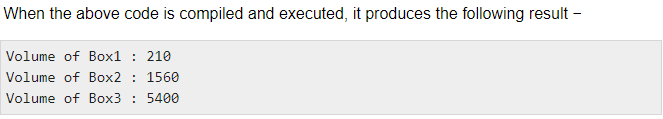 When the above code is compiled and executed, it produces the following result −
Volume of Box1 : 210
Volume of Box2 : 1560
Volume of Box3 : 5400